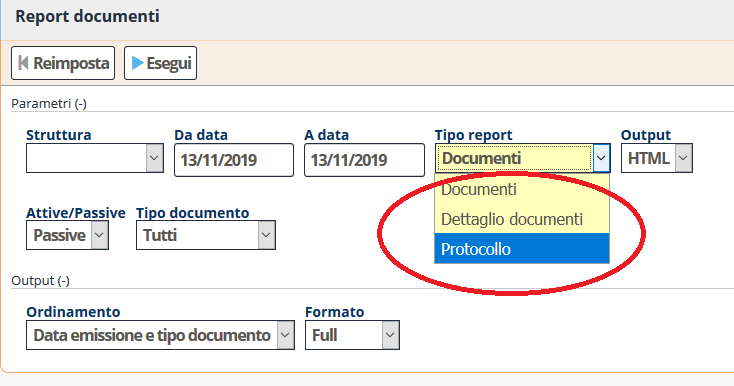 Report documenti
Reimposta Esegui
Parametri (-)
Struttura Da data A data Tipo report Output
13/11/2019 13/11/2019 Documenti HTML
Documenti
Attive/Passive Tipo documento Dettaglio documenti
Passive Tutti Protocollo
Output (-)
Ordinamento Formato
Data emissione e tipo documento Full